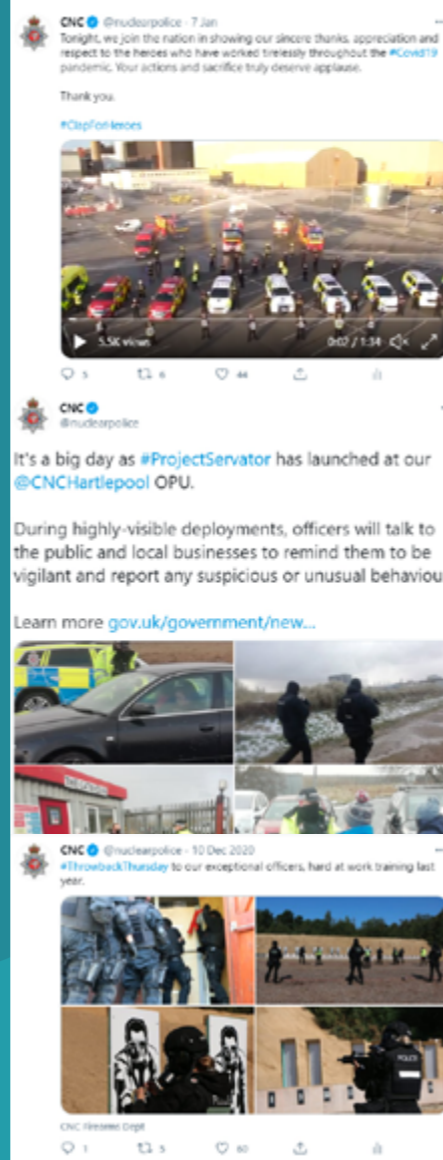 CNC @nuclearpolice · 7 Jan
Tonight, we join the nation in showing our sincere thanks, appreciation and
respect to the heroes who have worked tirelessly throughout the #Covid19
pandemic. Your actions and sacrifice truly deserve applause.
Thank you.
#ClapForHeroes
5.5K views
0:02 / 1:34
5
6
44
CNC
@nuclearpolice
It's a big day as #ProjectServator has launched at our
@CNCHartlepool OPU.
During highly-visible deployments, officers will talk to
the public and local businesses to remind them to be
vigilant and report any suspicious or unusual behaviou
Learn more gov.uk/government/new...
CNC @nuclearpolice · 10 Dec 2020
#ThrowbackThursday to our exceptional officers, hard at work training last
year.
POLICE
CNC Firearms Dept
1
5
60